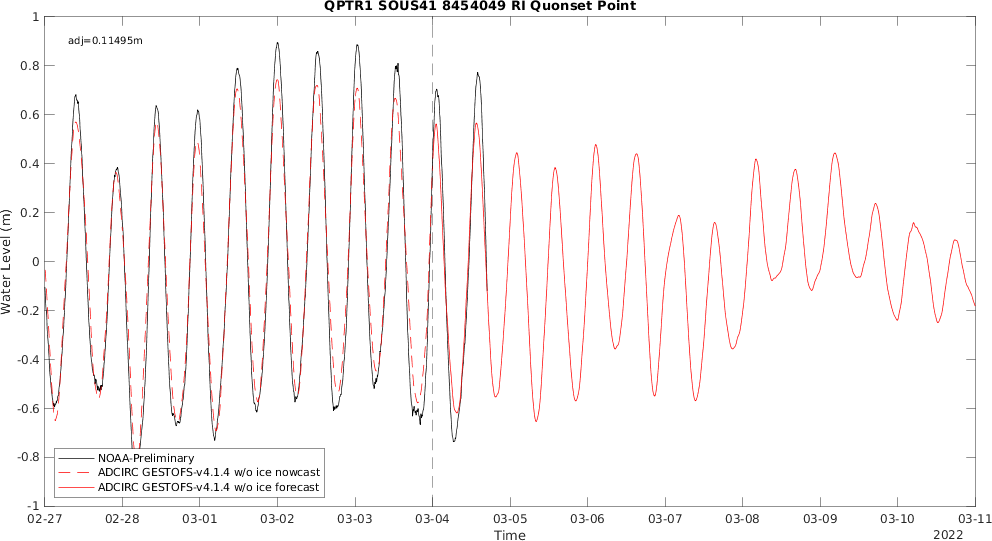 QPTR1 SOUS41 8454049 RI Quonset Point
adj=0.11495m
1
0.8
0.6
0.4
0.2
0
-0.2
-0.4
-0.6
-0.8
-1
Water Level (m)
NOAA-Preliminary
ADCIRC GESTOFS-v4.1.4 w/o ice nowcast
ADCIRC GESTOFS-v4.1.4 w/o ice forecast
02-27 02-28 03-01 03-02 03-03 03-04 03-05 03-06 03-07 03-08 03-09 03-10 03-11
Time
2022